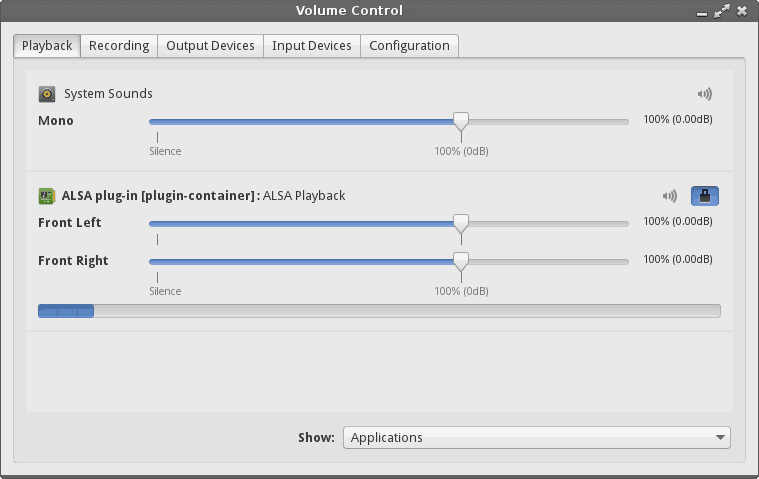 Volume Control
Playback Recording Output Devices Input Devices Configuration
System Sounds
Mono 100% (0.00dB)
Silence 100% (0dB)
ALSA plug-in [plugin-container]: ALSA Playback
Front Left 100% (0.00dB)
Front Right 100% (0.00dB)
Silence 100% (0dB)
Show: Applications